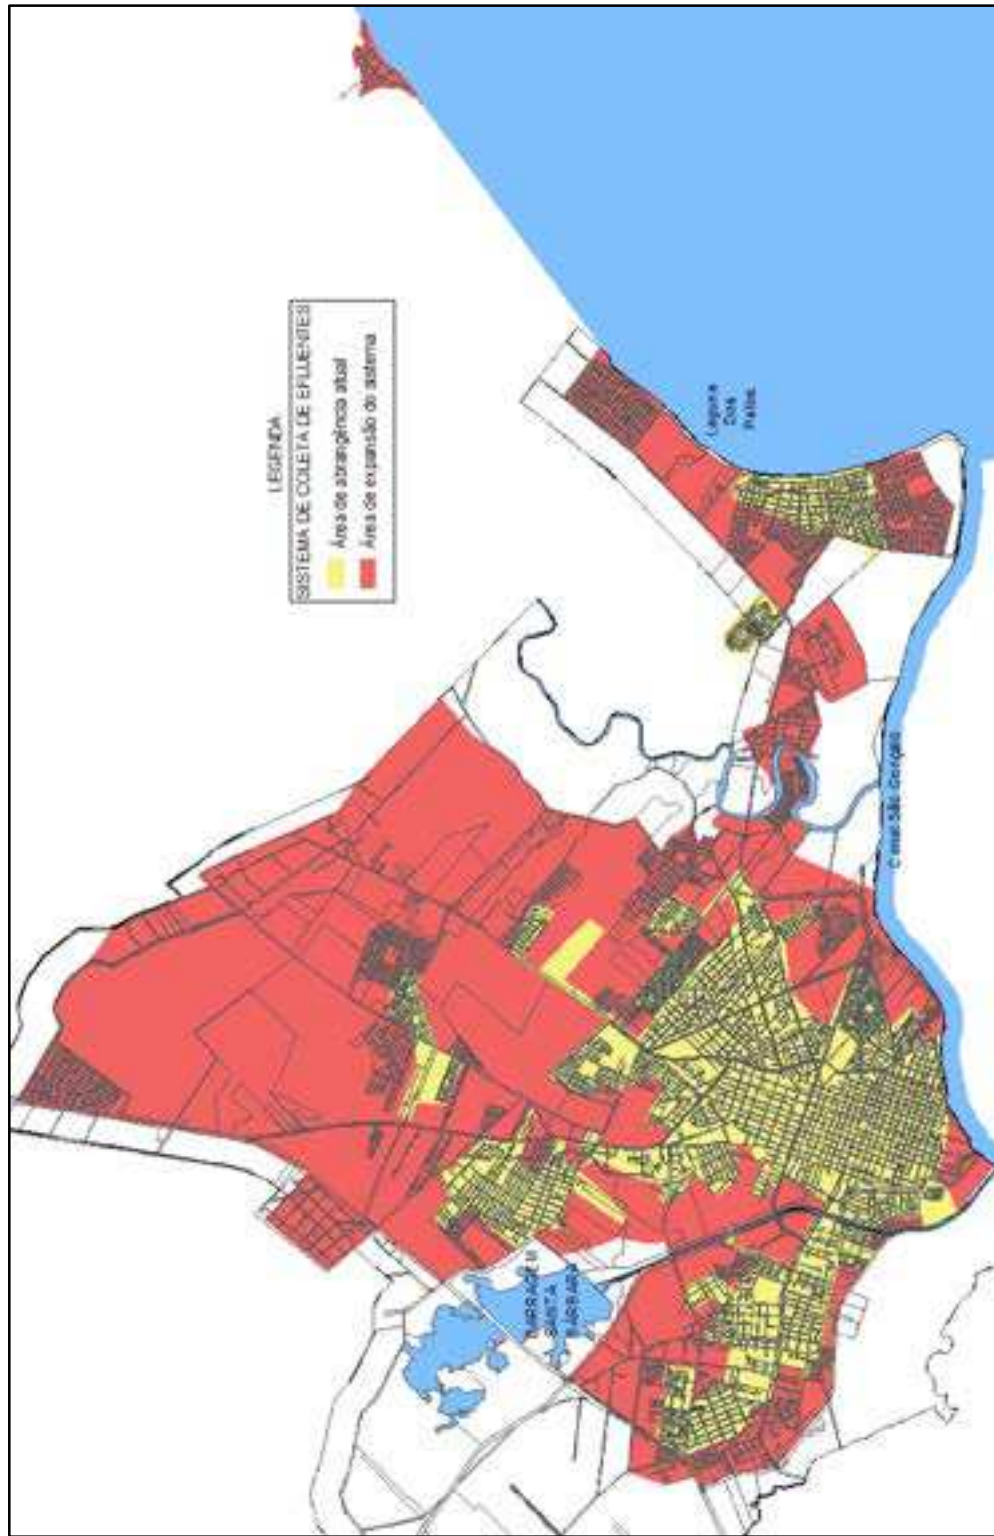 LEGENDA
SISTEMA DE COLETA DE EFLUENTES
Área de abrangência atual
Área de expansão do sistema
Laguna
Dos
Patos
Canal São Gonçalo
BARRAGEM
SANTA
BARBARA